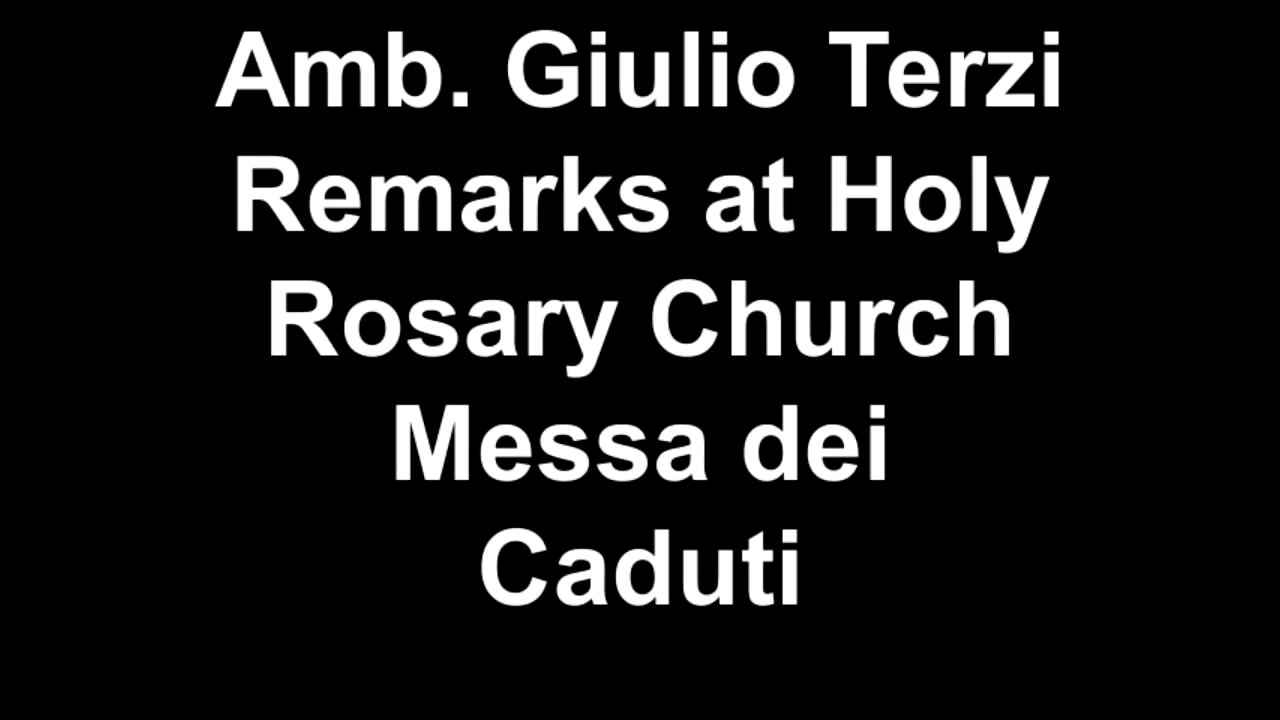 Amb. Giulio Terzi
Remarks at Holy
Rosary Church
Messa dei
Caduti